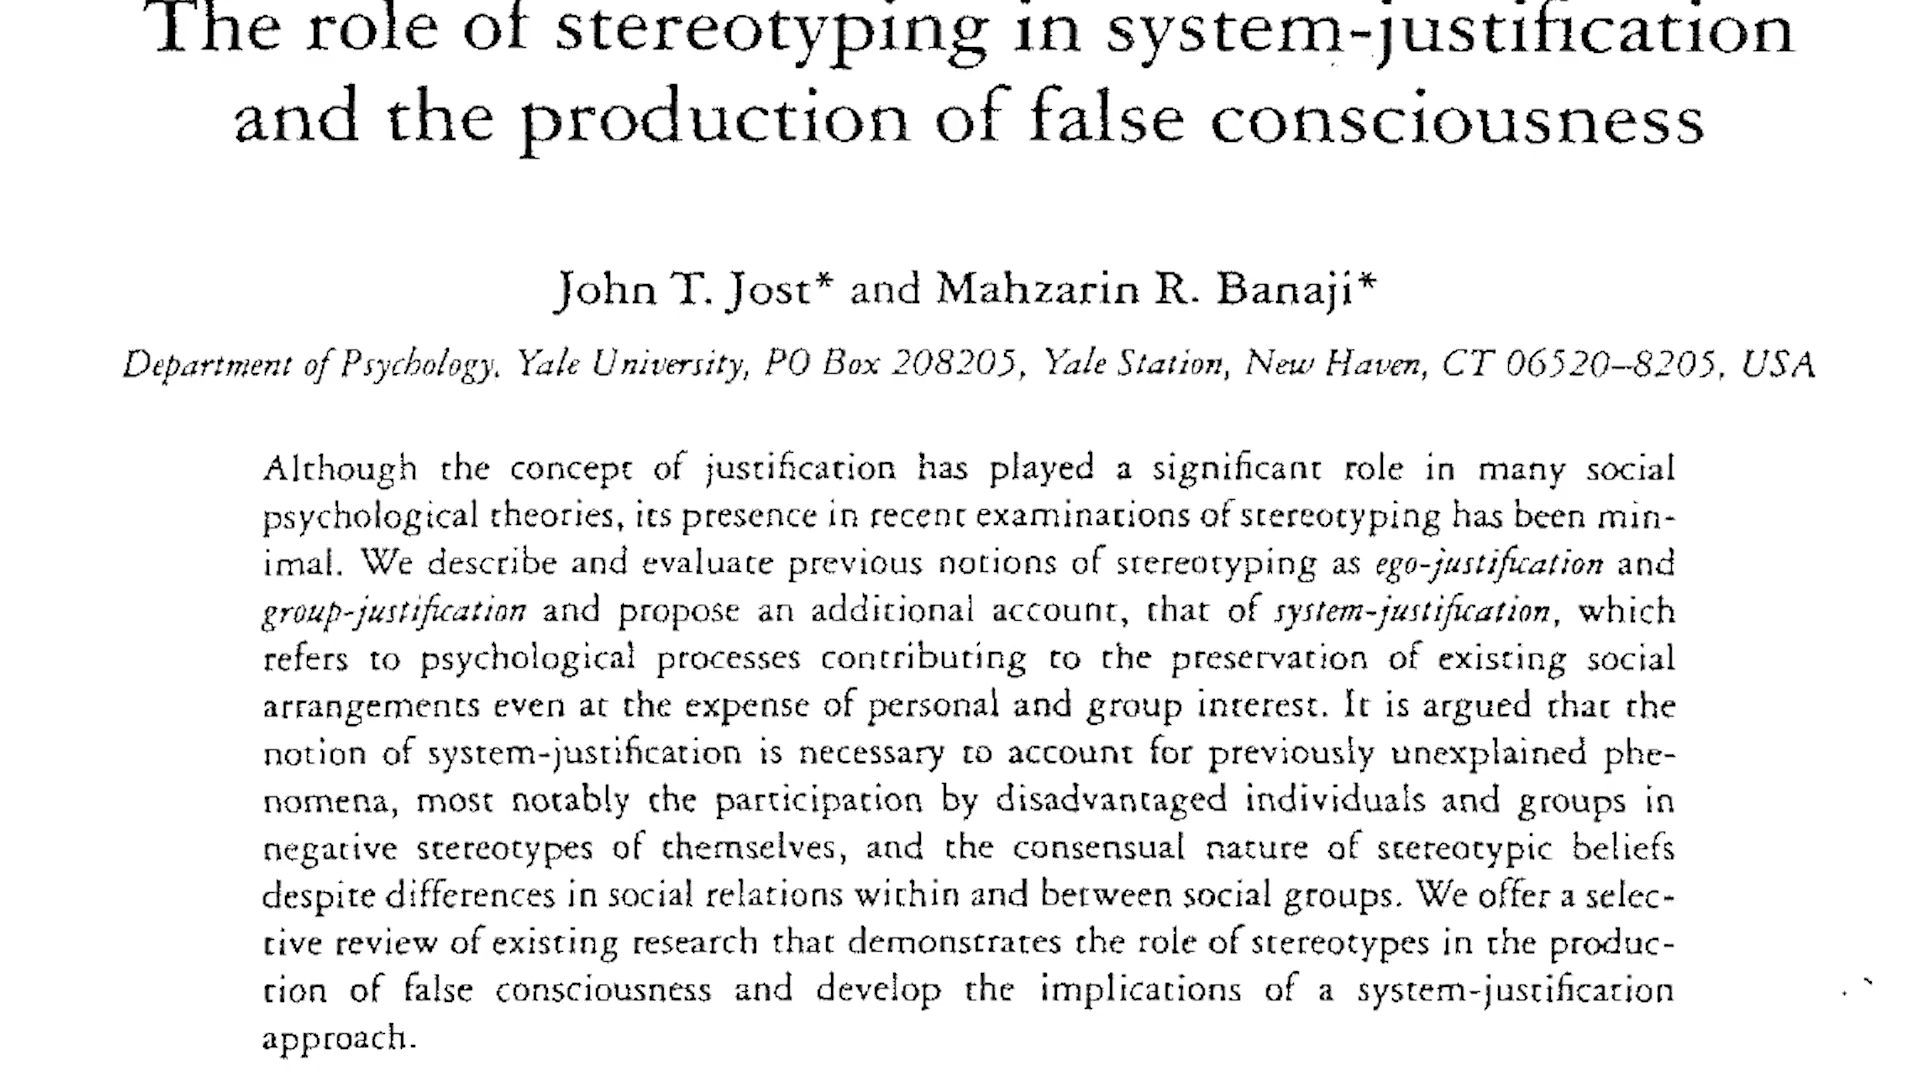 The role of stereotyping in system-justification
and the production of false consciousness
John T. Jost* and Mahzarin R. Banaji*
Department of Psychology, Yale University, PO Box 208205, Yale Station, New Haven, CT 06520–8205, USA
Although the concept of justification has played a significant role in many social
psychological theories, its presence in recent examinations of stereotyping has been min-
imal. We describe and evaluate previous notions of stereotyping as ego-justification and
group-justification and propose an additional account, that of system-justification, which
refers to psychological processes contributing to the preservation of existing social
arrangements even at the expense of personal and group interest. It is argued that the
notion of system-justification is necessary to account for previously unexplained phe-
nomena, most notably the participation by disadvantaged individuals and groups in
negative stereotypes of themselves, and the consensual nature of stereotypic beliefs
despite differences in social relations within and between social groups. We offer a selec-
tive review of existing research that demonstrates the role of stereotypes in the produc-
tion of false consciousness and develop the implications of a system-justification
approach.